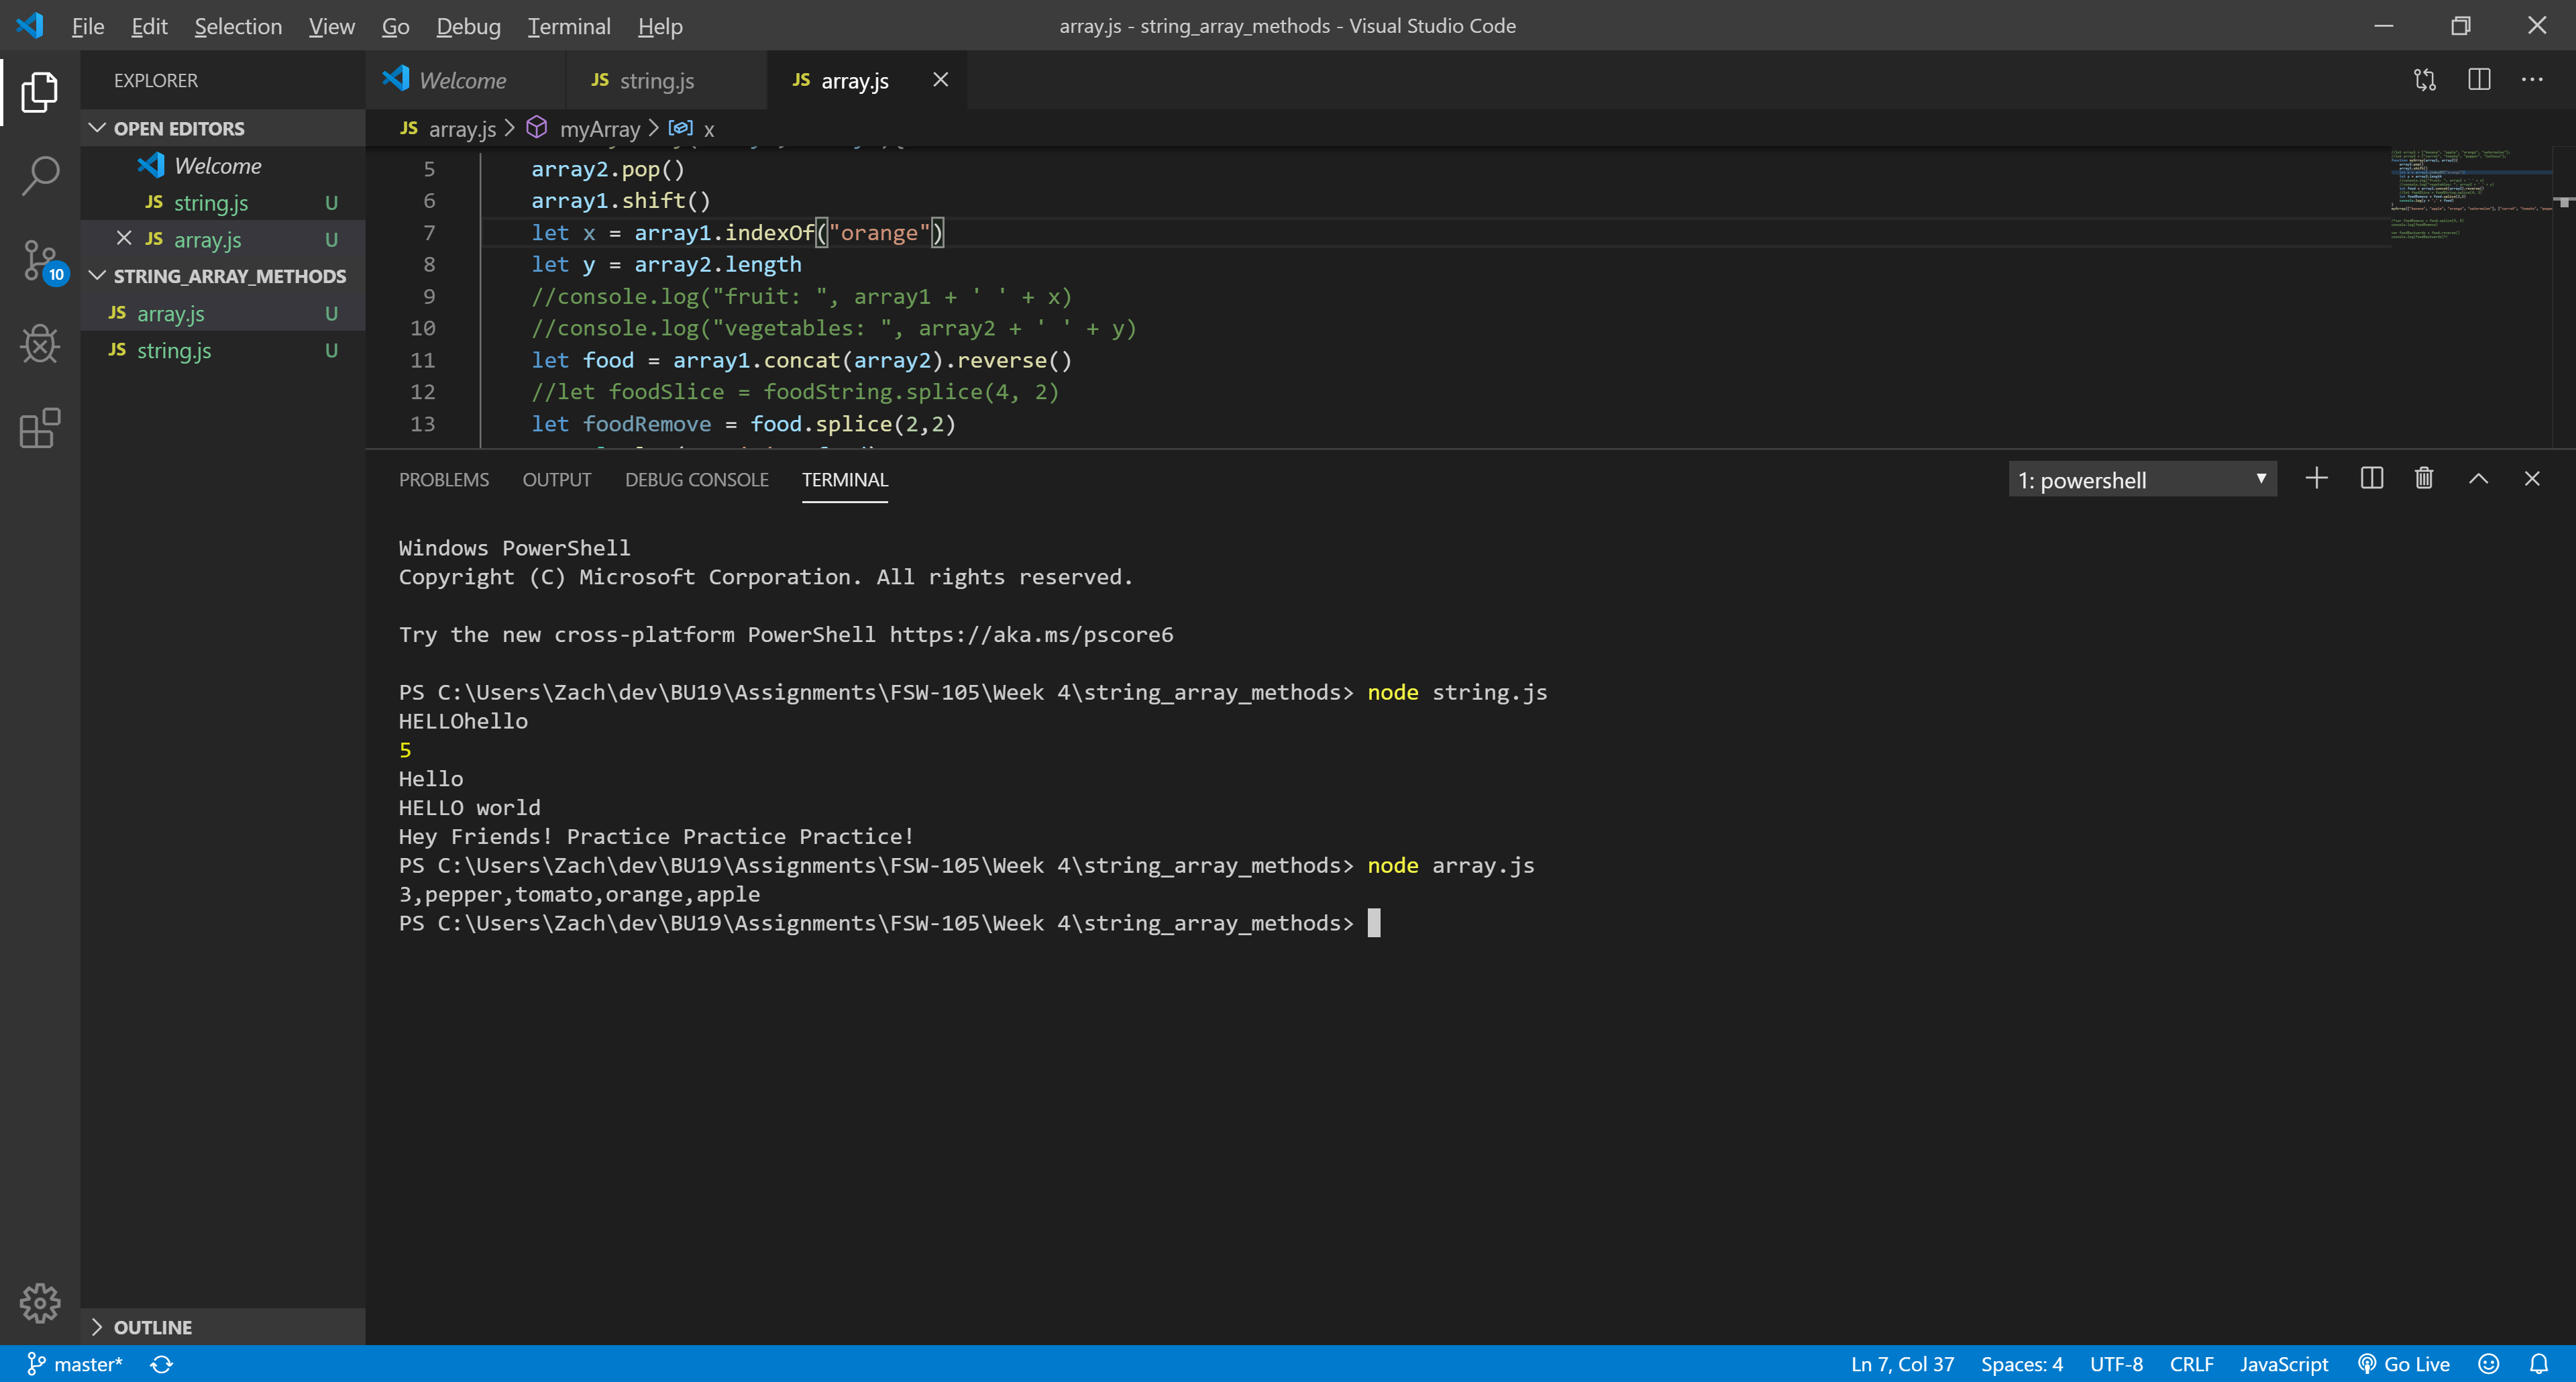 File Edit Selection View Go Debug Terminal Help
array.js - string_array_methods - Visual Studio Code
EXPLORER
OPEN EDITORS
Welcome
JS string.js U
JS array.js U
STRING_ARRAY_METHODS
JS array.js U
JS string.js U
10
OUTLINE
Welcome
JS string.js
JS array.js
JS array.js > myArray > x
5 array2.pop()
6 array1.shift()
7 let x = array1.indexOf("orange")
8 let y = array2.length
9 //console.log("fruit: ", array1 + ' ' + x)
10 //console.log("vegetables: ", array2 + ' ' + y)
11 let food = array1.concat(array2).reverse()
12 //let foodSlice = foodString.splice(4, 2)
13 let foodRemove = food.splice(2,2)
PROBLEMS OUTPUT DEBUG CONSOLE TERMINAL
1: powershell
Windows PowerShell
Copyright (C) Microsoft Corporation. All rights reserved.
Try the new cross-platform PowerShell https://aka.ms/pscore6
PS C:\Users\Zach\dev\BU19\Assignments\FSW-105\Week 4\string_array_methods> node string.js
HELLOhello
5
Hello
HELLO world
Hey Friends! Practice Practice Practice!
PS C:\Users\Zach\dev\BU19\Assignments\FSW-105\Week 4\string_array_methods> node array.js
3,pepper,tomato,orange,apple
PS C:\Users\Zach\dev\BU19\Assignments\FSW-105\Week 4\string_array_methods>
master*
Ln 7, Col 37 Spaces: 4 UTF-8 CRLF JavaScript Go Live